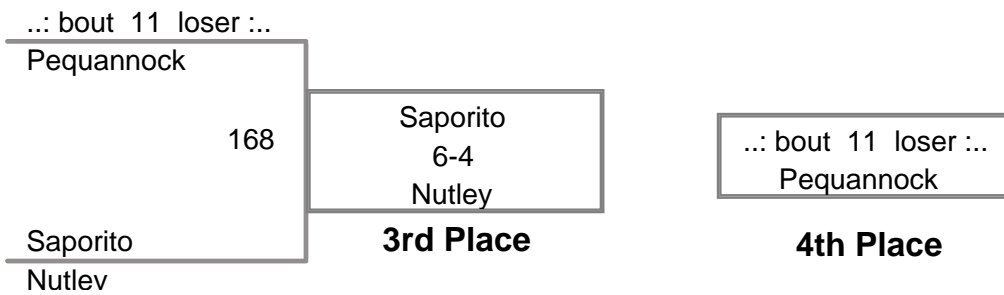 ..: bout 11 loser :..
Pequannock
168
Saporito
6-4
Nutley
3rd Place
..: bout 11 loser :..
Pequannock
4th Place
Saporito
Nutley